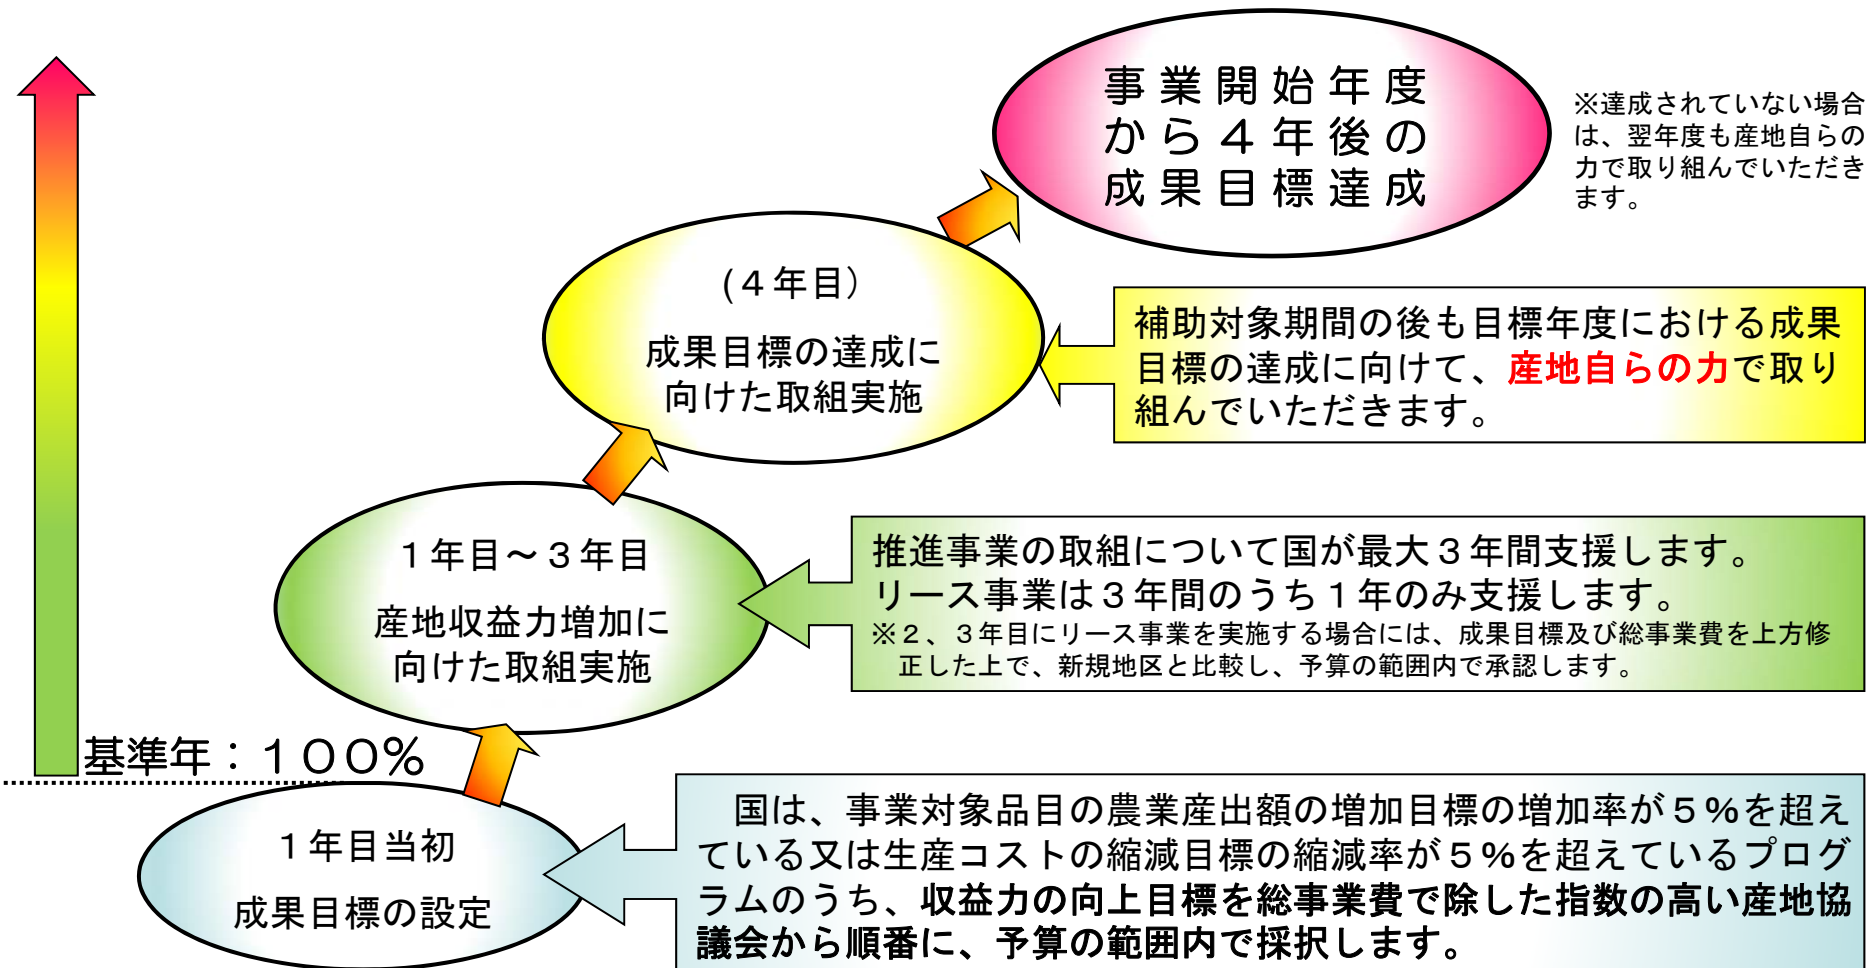 事業開始年度
から４年後の
成果目標達成
※達成されていない場合
は、翌年度も産地自らの
力で取り組んでいただき
ます。
(４年目)
成果目標の達成に
向けた取組実施
補助対象期間の後も目標年度における成果
目標の達成に向けて、産地自らの力で取り
組んでいただきます。
１年目～３年目
産地収益力増加に
向けた取組実施
推進事業の取組について国が最大３年間支援します。
リース事業は３年間のうち１年のみ支援します。
※２、３年目にリース事業を実施する場合には、成果目標及び総事業費を上方修
正した上で、新規地区と比較し、予算の範囲内で承認します。
基準年：１００％
１年目当初
成果目標の設定
国は、事業対象品目の農業産出額の増加目標の増加率が５％を超え
ている又は生産コストの縮減目標の縮減率が５％を超えているプログ
ラムのうち、収益力の向上目標を総事業費で除した指数の高い産地協
議会から順番に、予算の範囲内で採択します。